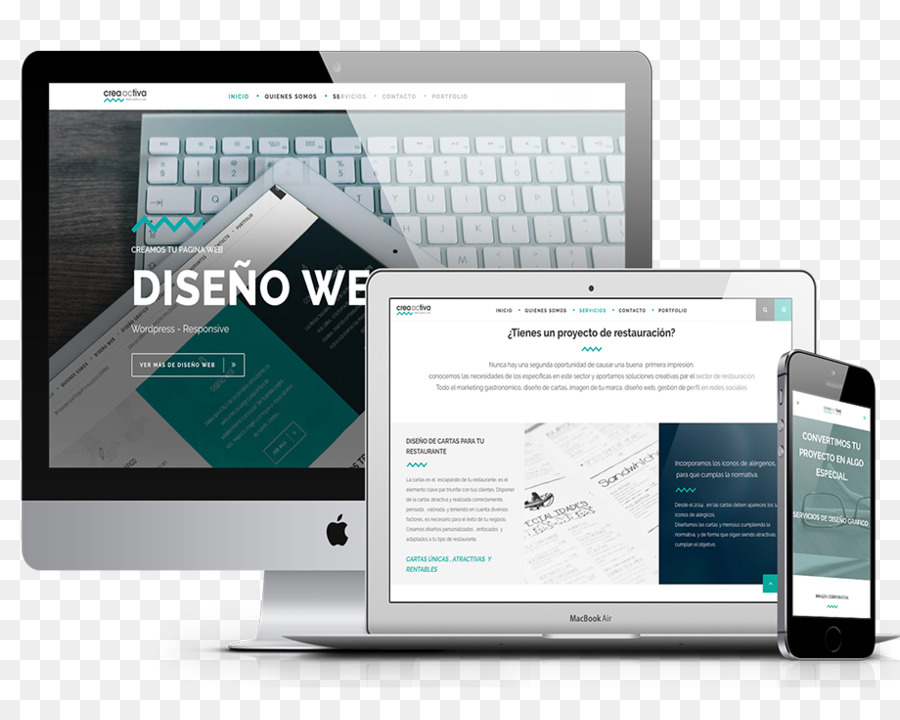 creaactiva
INICIO • QUIENES SOMOS • SERVICIOS • CONTACTO • PORTFOLIO
CREAMOS TU PAGINA WEB
DISEÑO WE
Wordpress - Responsive
VER MÁS DE DISEÑO WEB »
creaactiva
INICIO • QUIENES SOMOS • SERVICIOS • CONTACTO • PORTFOLIO
¿Tienes un proyecto de restauración?
Nunca hay una segunda oportunidad de causar una buena primera impresión.
conocemos las necesidades de los especificas en este sector y aportamos soluciones creativas par el sector de restauración.
Todo el marketing gastronómico, diseño de cartas, imagen de tu marca, diseño web, gestión de perfil en redes sociales.
DISEÑO DE CARTAS PARA TU
RESTAURANTE
La cartas es el escaparate de tu restaurante, es el
elemento clave par triunfar con tus clientes. Disponer
de la cartas atractiva y realizada correctamente,
pensada, valorada y teniendo en cuenta diversos
factores, es necesario para el éxito de tu negocio.
Creamos diseños personalizados, enfocados y
adaptados a tu tipo de restaurante.
CARTAS ÚNICAS , ATRACTIVAS Y
RENTABLES
Sandwiches
Incorporamos los iconos de alérgenos,
para que cumplas la normativa.
Desde el 2014 , en las cartas deben aparecer los
iconos de alérgicos.
Diseñamos las cartas y menuius cumpliendo la
normativa, y de forma que sigan siendo atractivas,
cumplan el objetivo.
MacBook Air
creaactiva
CONVERTIMOS TU
PROYECTO EN ALGO
ESPECIAL.
SERVICIOS DE DISEÑO GRÁFICO
IMAGEN CORPORATIVA